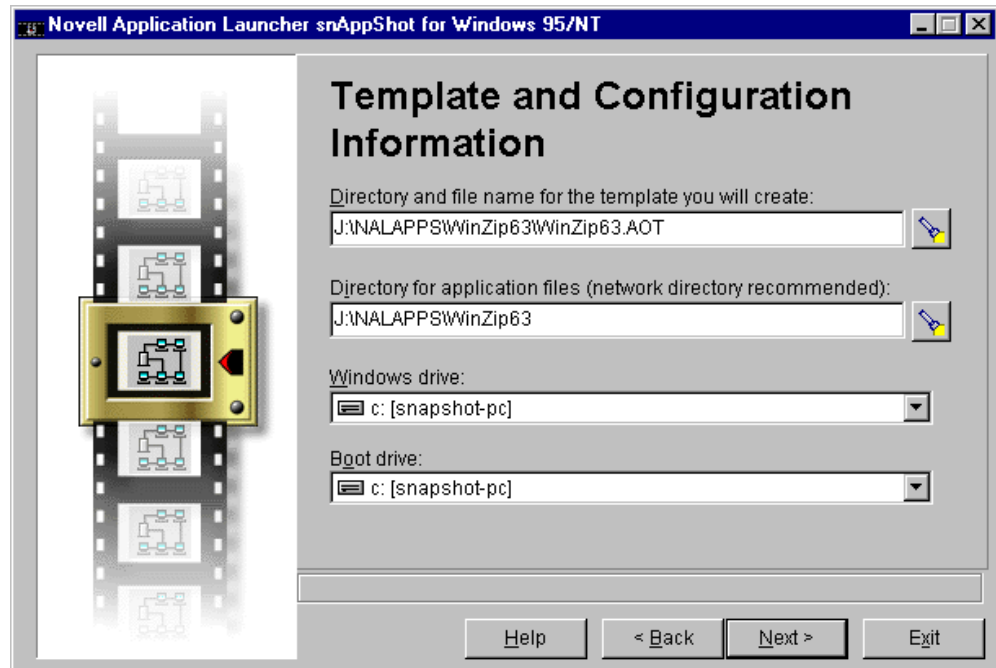 Novell Application Launcher snAppShot for Windows 95/NT
Template and Configuration
Information
Directory and file name for the template you will create:
J:\NALAPPS\WinZip63\WinZip63.AOT
Directory for application files (network directory recommended):
J:\NALAPPS\WinZip63
Windows drive:
c: [snapshot-pc]
Boot drive:
c: [snapshot-pc]
Help
< Back
Next >
Exit